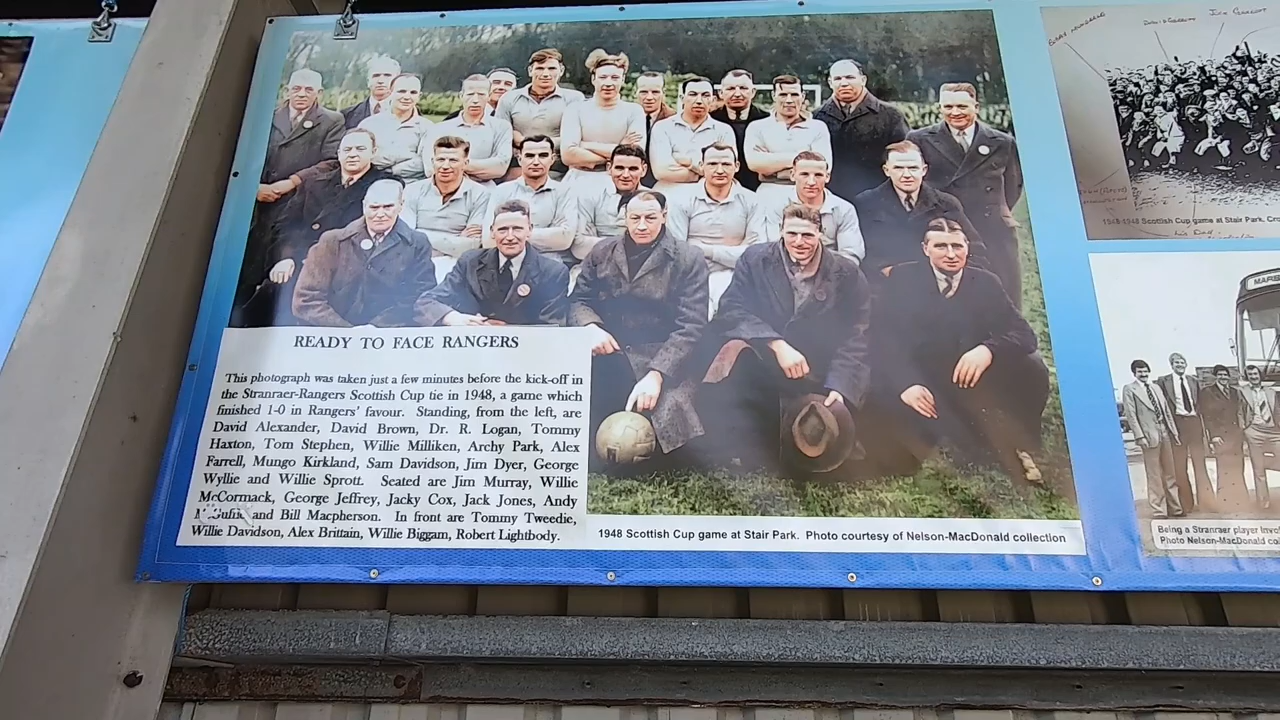 READY TO FACE RANGERS
This photograph was taken just a few minutes before the kick-off in
the Stranraer-Rangers Scottish Cup tie in 1948, a game which
finished 1-0 in Rangers' favour. Standing, from the left, are
David Alexander, David Brown, Dr. R. Logan, Tommy
Haxton, Tom Stephen, Willie Milliken, Archy Park, Alex
Farrell, Mungo Kirkland, Sam Davidson, Jim Dyer, George
Wyllie and Willie Sprott. Seated are Jim Murray, Willie
McCormack, George Jeffrey, Jacky Cox, Jack Jones, Andy
and Bill Macpherson. In front are Tommy Tweedie,
Willie Davidson, Alex Brittain, Willie Biggam, Robert Lightbody.
1948 Scottish Cup game at Stair Park. Photo courtesy of Nelson-MacDonald collection
1948-1948 Scottish Cup game at Stair Park.
Being a Stranraer player
Photo Nelson-MacDonald